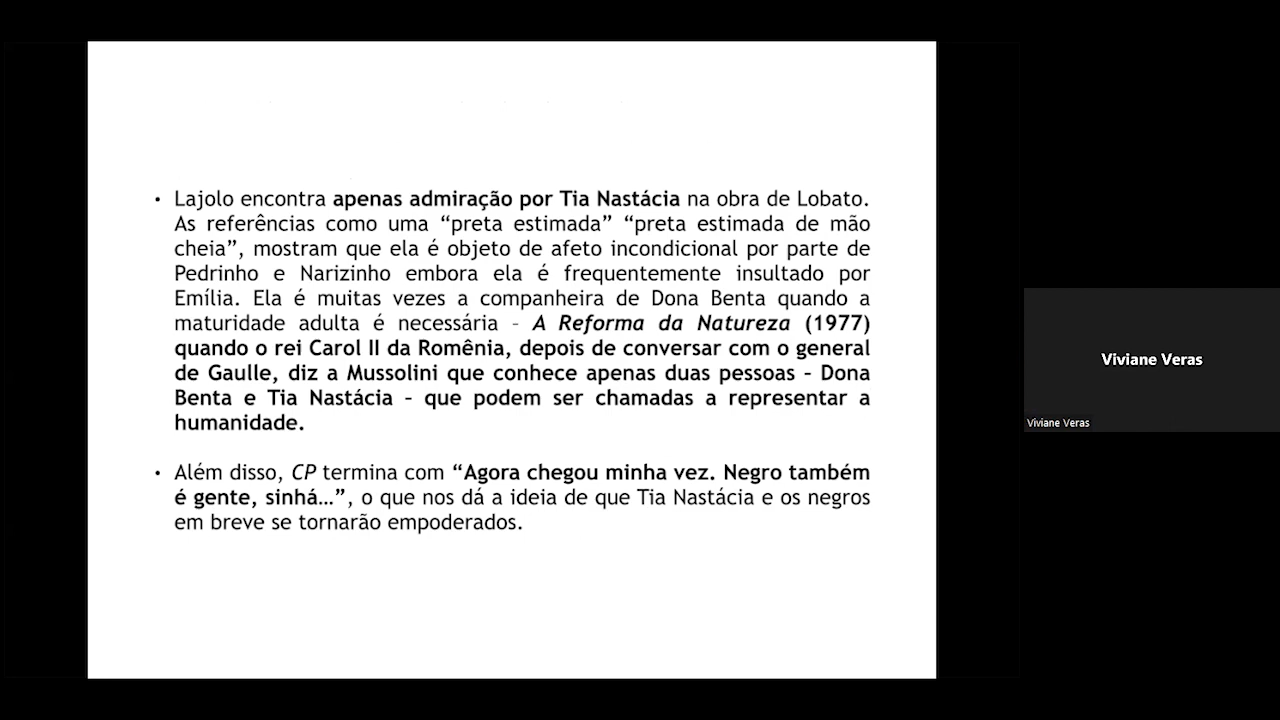 • Lajolo encontra apenas admiração por Tia Nastácia na obra de Lobato.
As referências como uma “preta estimada” “preta estimada de mão
cheia”, mostram que ela é objeto de afeto incondicional por parte de
Pedrinho e Narizinho embora ela é frequentemente insultado por
Emília. Ela é muitas vezes a companheira de Dona Benta quando a
maturidade adulta é necessária – A Reforma da Natureza (1977)
quando o rei Carol II da Romênia, depois de conversar com o general
de Gaulle, diz a Mussolini que conhece apenas duas pessoas – Dona
Benta e Tia Nastácia – que podem ser chamadas a representar a
humanidade.
• Além disso, CP termina com “Agora chegou minha vez. Negro também
é gente, sinhá…”, o que nos dá a ideia de que Tia Nastácia e os negros
em breve se tornarão empoderados.
Viviane Veras
Viviane Veras